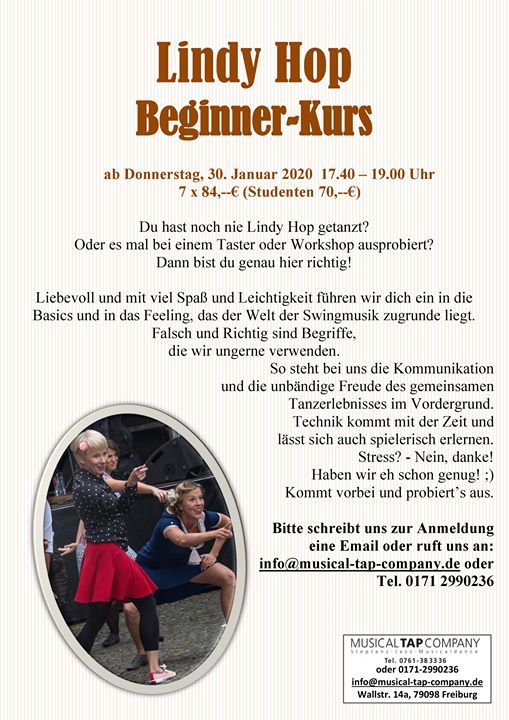 Lindy Hop
Beginner-Kurs
ab Donnerstag, 30. Januar 2020 17.40 – 19.00 Uhr
7 x 84,--€ (Studenten 70,--€)
Du hast noch nie Lindy Hop getanzt?
Oder es mal bei einem Taster oder Workshop ausprobiert?
Dann bist du genau hier richtig!
Liebevoll und mit viel Spaß und Leichtigkeit führen wir dich ein in die
Basics und in das Feeling, das der Welt der Swingmusik zugrunde liegt.
Falsch und Richtig sind Begriffe,
die wir ungerne verwenden.
So steht bei uns die Kommunikation
und die unbändige Freude des gemeinsamen
Tanzerlebnisses im Vordergrund.
Technik kommt mit der Zeit und
lässt sich auch spielerisch erlernen.
Stress? - Nein, danke!
Haben wir eh schon genug! ;)
Kommt vorbei und probiert’s aus.
Bitte schreibt uns zur Anmeldung
eine Email oder ruft uns an:
info@musical-tap-company.de oder
Tel. 0171 2990236
MUSICAL TAP COMPANY
Steptanz-Jazz-Musicaldance
Tel. 0761-383336
oder 0171-2990236
info@musical-tap-company.de
Wallstr. 14a, 79098 Freiburg